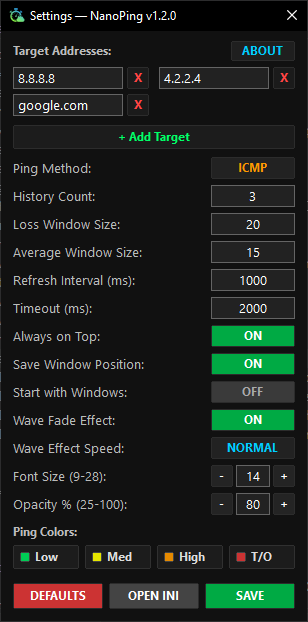 Settings — NanoPing v1.2.0
Target Addresses: ABOUT
8.8.8.8 X 4.2.2.4 X
google.com X
+ Add Target
Ping Method: ICMP
History Count: 3
Loss Window Size: 20
Average Window Size: 15
Refresh Interval (ms): 1000
Timeout (ms): 2000
Always on Top: ON
Save Window Position: ON
Start with Windows: OFF
Wave Fade Effect: ON
Wave Effect Speed: NORMAL
Font Size (9-28): - 14 +
Opacity % (25-100): - 80 +
Ping Colors:
Low Med High T/O
DEFAULTS OPEN INI SAVE